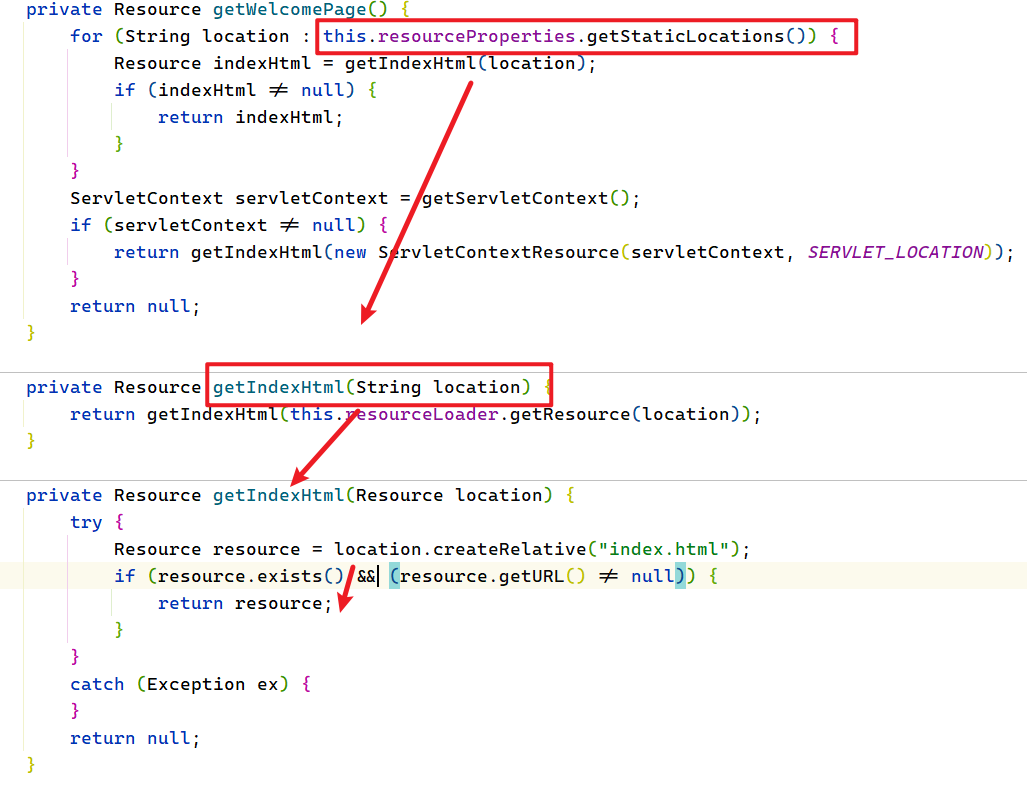 private Resource getWelcomePage() {
    for (String location : this.resourceProperties.getStaticLocations()) {
        Resource indexHtml = getIndexHtml(location);
        if (indexHtml ≠ null) {
            return indexHtml;
        }
    }
    ServletContext servletContext = getServletContext();
    if (servletContext ≠ null) {
        return getIndexHtml(new ServletContextResource(servletContext, SERVLET_LOCATION));
    }
    return null;
}
private Resource getIndexHtml(String location) {
    return getIndexHtml(this.resourceLoader.getResource(location));
}
private Resource getIndexHtml(Resource location) {
    try {
        Resource resource = location.createRelative("index.html");
        if (resource.exists() && (resource.getURL() ≠ null)) {
            return resource;
        }
    }
    catch (Exception ex) {
    }
    return null;
}